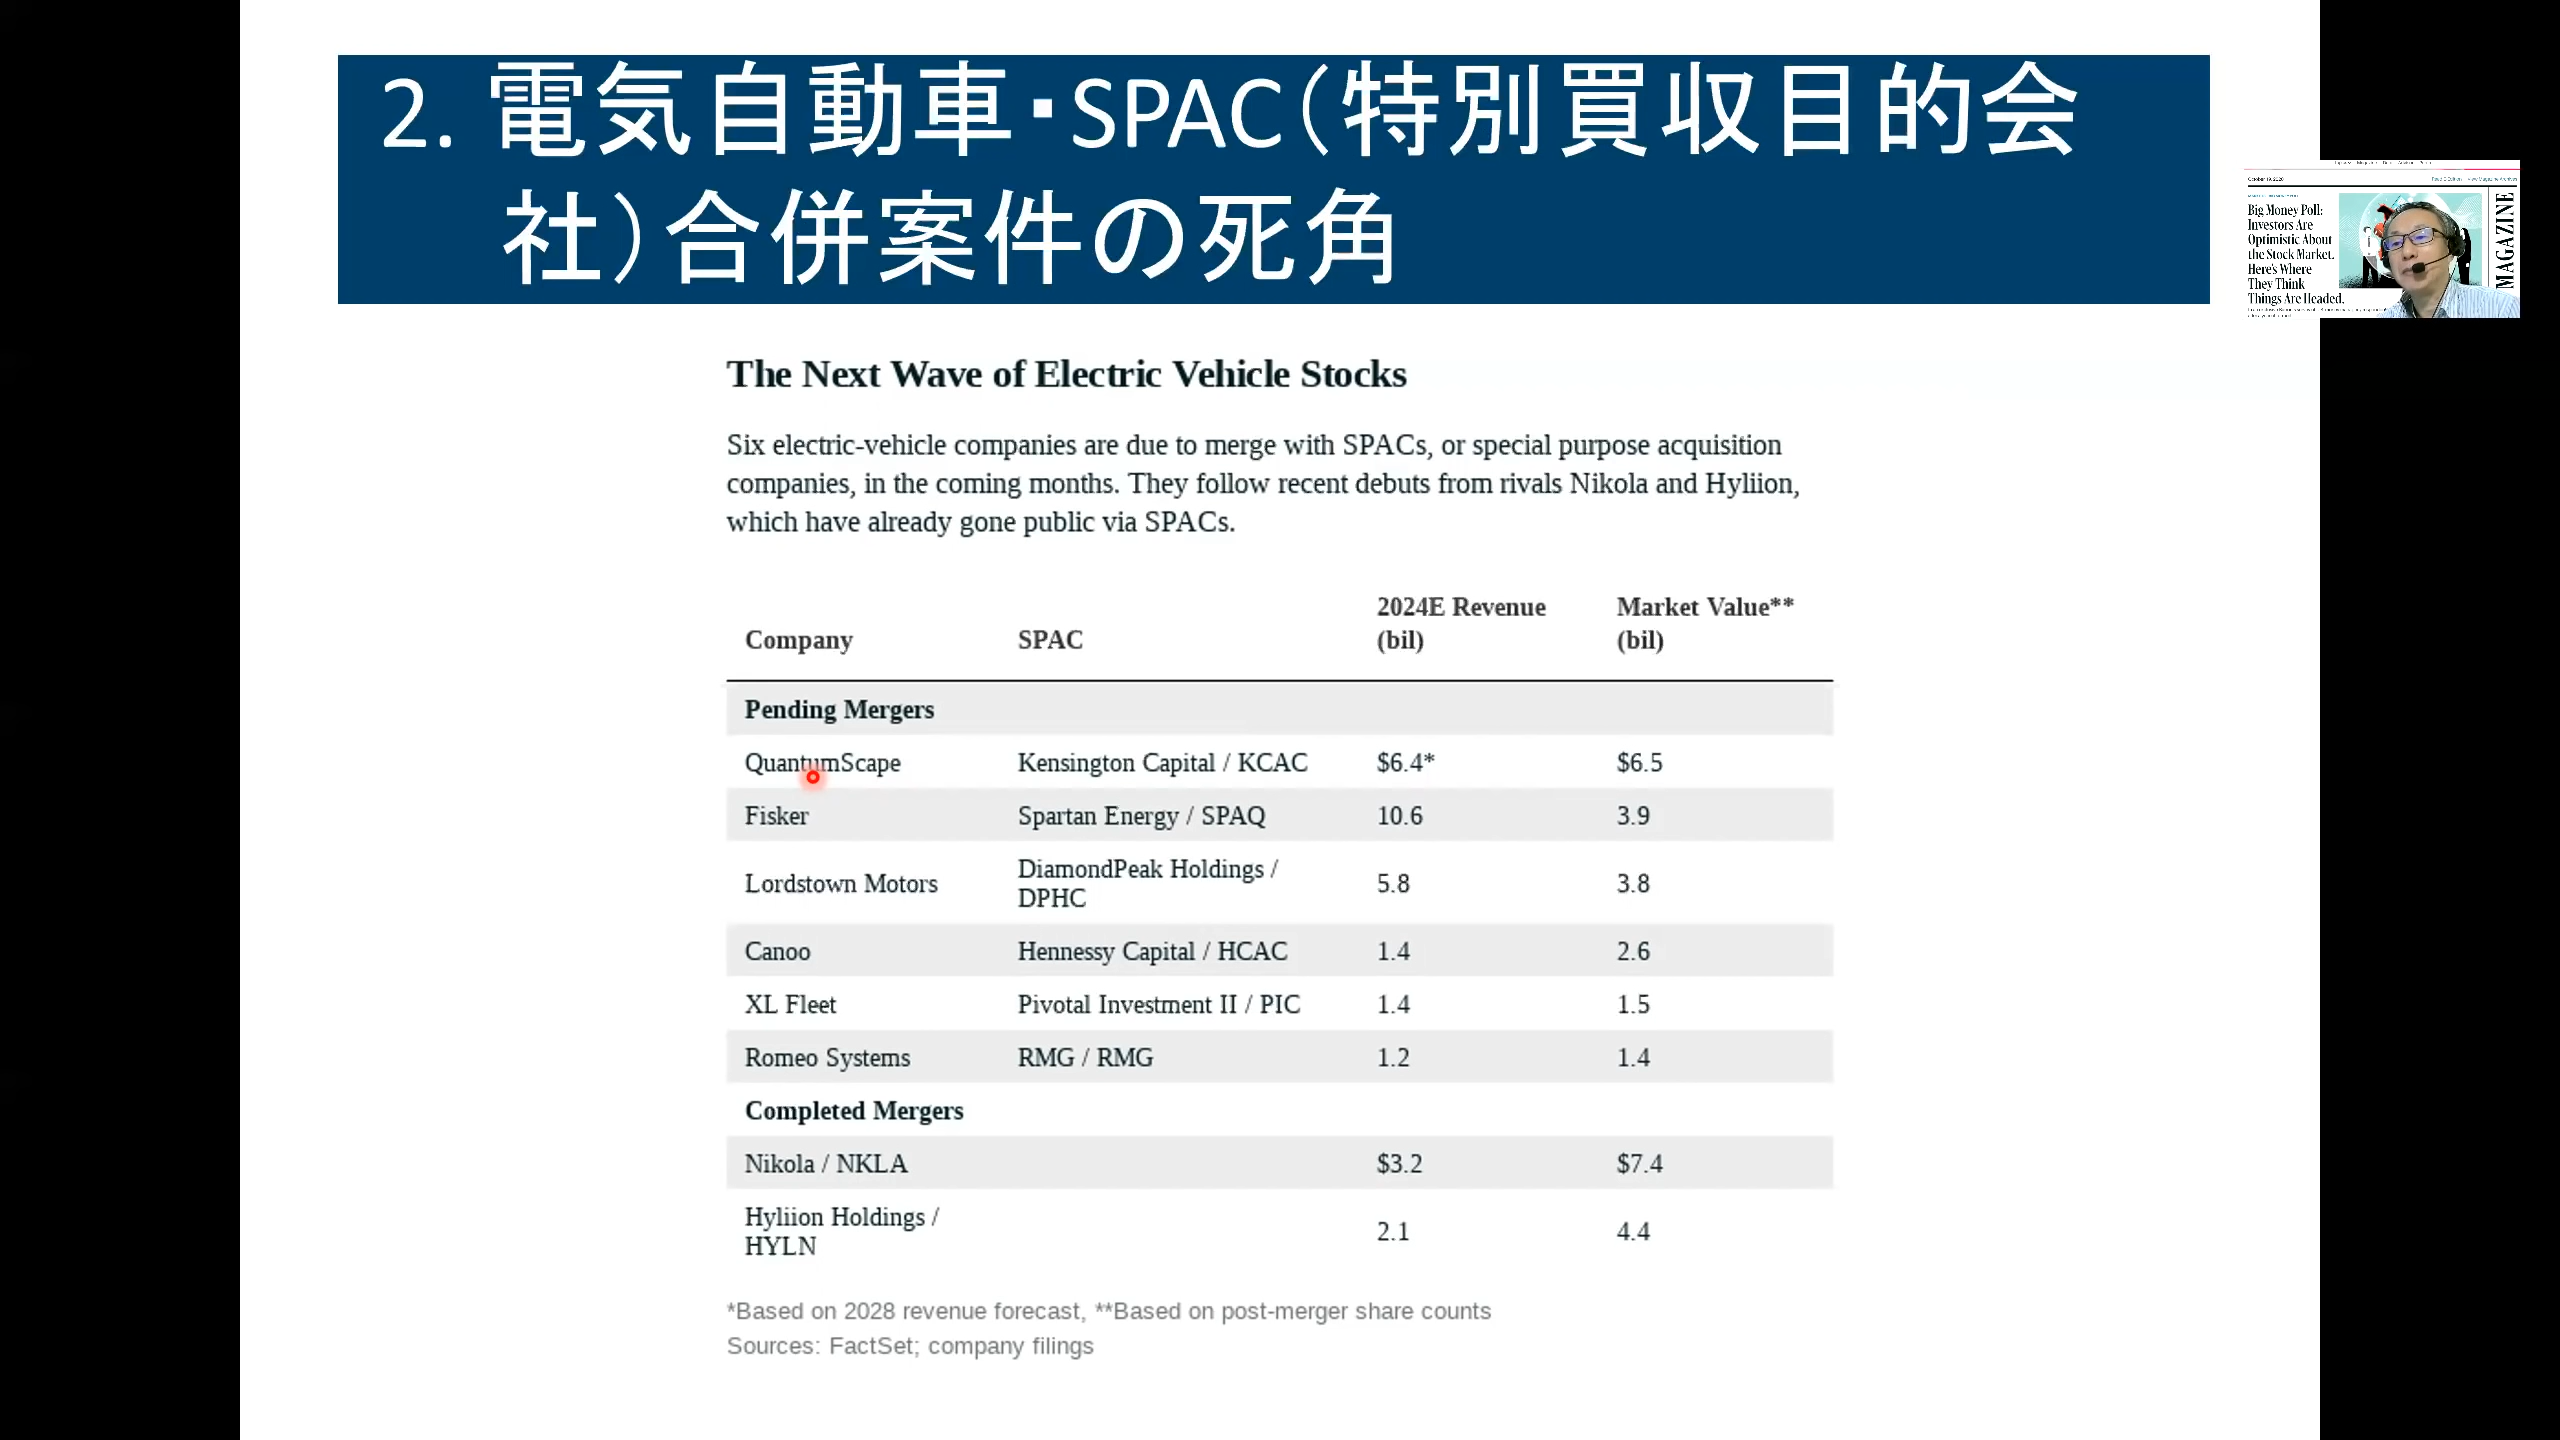 2. 電気自動車・SPAC（特別買収目的会
社）合併案件の死角
October 19, 2020
Big Money Poll:
Investors Are
Optimistic About
the Stock Market.
Here's Where
They Think
Things Are Headed.
MAGAZINE
The Next Wave of Electric Vehicle Stocks
Six electric-vehicle companies are due to merge with SPACs, or special purpose acquisition
companies, in the coming months. They follow recent debuts from rivals Nikola and Hyliion,
which have already gone public via SPACs.
Company SPAC 2024E Revenue (bil) Market Value** (bil)
Pending Mergers
QuantumScape Kensington Capital / KCAC $6.4* $6.5
Fisker Spartan Energy / SPAQ 10.6 3.9
Lordstown Motors DiamondPeak Holdings / DPHC 5.8 3.8
Canoo Hennessy Capital / HCAC 1.4 2.6
XL Fleet Pivotal Investment II / PIC 1.4 1.5
Romeo Systems RMG / RMG 1.2 1.4
Completed Mergers
Nikola / NKLA $3.2 $7.4
Hyliion Holdings / HYLN 2.1 4.4
*Based on 2028 revenue forecast, **Based on post-merger share counts
Sources: FactSet; company filings